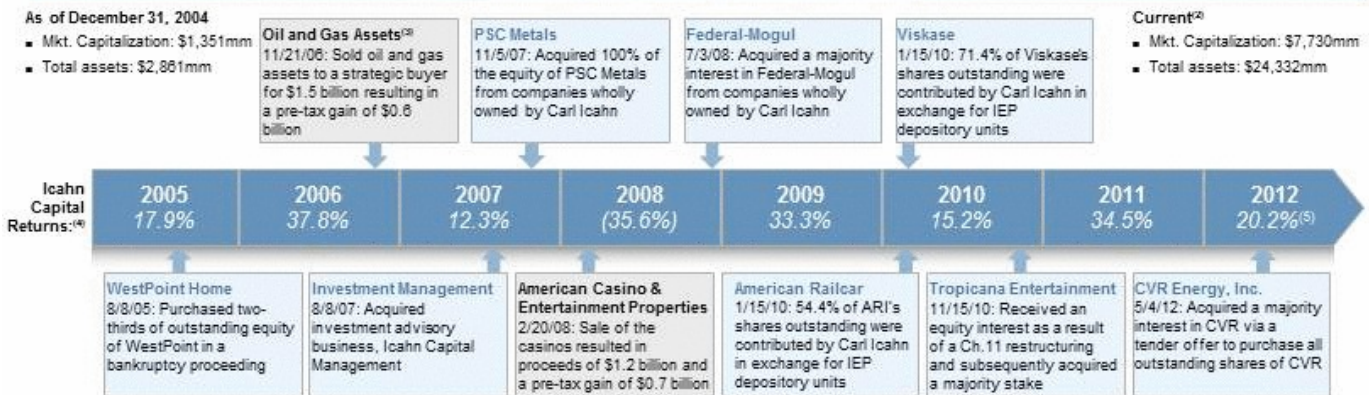 As of December 31, 2004
▪ Mkt. Capitalization: $1,351mm
▪ Total assets: $2,861mm
Oil and Gas Assets(3)
11/21/06: Sold oil and gas
assets to a strategic buyer
for $1.5 billion resulting in
a pre-tax gain of $0.6
billion
PSC Metals
11/5/07: Acquired 100% of
the equity of PSC Metals
from companies wholly
owned by Carl Icahn
Federal-Mogul
7/3/08: Acquired a majority
interest in Federal-Mogul
from companies wholly
owned by Carl Icahn
Viskase
1/15/10: 71.4% of Viskase's
shares outstanding were
contributed by Carl Icahn in
exchange for IEP
depository units
Current(2)
▪ Mkt. Capitalization: $7,730mm
▪ Total assets: $24,332mm
Icahn
Capital
Returns:(4)
2005 2006 2007 2008 2009 2010 2011 2012
17.9% 37.8% 12.3% (35.6%) 33.3% 15.2% 34.5% 20.2%(5)
WestPoint Home
8/8/05: Purchased two-
thirds of outstanding equity
of WestPoint in a
bankruptcy proceeding
Investment Management
8/8/07: Acquired
investment advisory
business, Icahn Capital
Management
American Casino &
Entertainment Properties
2/20/08: Sale of the
casinos resulted in
proceeds of $1.2 billion and
a pre-tax gain of $0.7 billion
American Railcar
1/15/10: 54.4% of ARI's
shares outstanding were
contributed by Carl Icahn
in exchange for IEP
depository units
Tropicana Entertainment
11/15/10: Received an
equity interest as a result
of a Ch.11 restructuring
and subsequently acquired
a majority stake
CVR Energy, Inc.
5/4/12: Acquired a majority
interest in CVR via a
tender offer to purchase all
outstanding shares of CVR